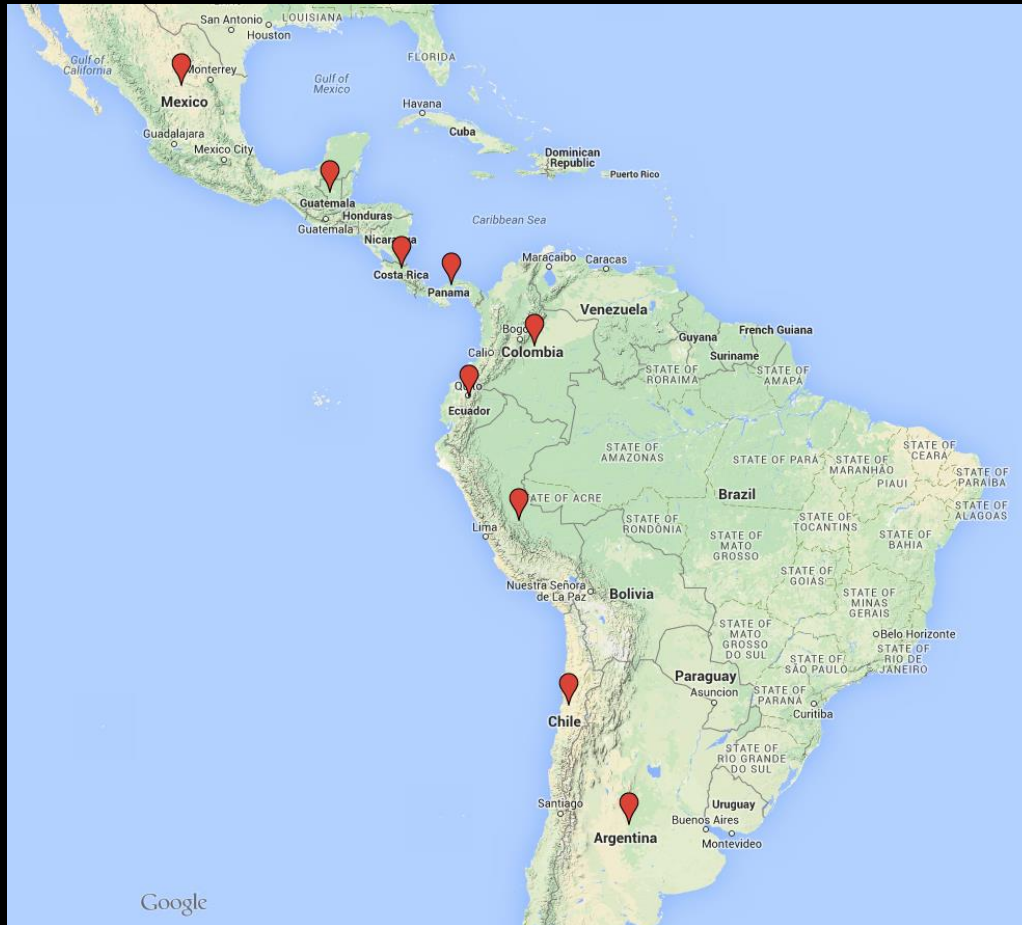 San Antonio
LOUISIANA
Houston
FLORIDA
Gulf of
California
Monterrey
Gulf of
Mexico
Mexico
Havana
Cuba
Guadalajara
Mexico City
Dominican
Republic
Puerto Rico
Guatemala
Honduras
Guatemala
Caribbean Sea
Costa Rica
Panama
Maracaibo
Caracas
Venezuela
Guyana
French Guiana
Suriname
Cali
Colombia
STATE OF
RORAIMA
STATE OF
AMAPÁ
Ecuador
STATE OF
AMAZONAS
STATE OF PARÁ
STATE OF
MARANHÃO
STATE OF
CEARÁ
PIAUI
STATE OF
PARAÍBA
Brazil
STATE OF
ALAGOAS
Lima
STATE OF
RONDÔNIA
STATE OF
TOCANTINS
STATE OF
MATO
GROSSO
STATE OF
BAHIA
STATE OF
GOIÁS
Nuestra Señora
de La Paz
Bolivia
STATE OF
MINAS
GERAIS
STATE OF
MATO
GROSSO
DO SUL
Belo Horizonte
STATE OF
RIO DE
JANEIRO
STATE OF
SÃO PAULO
Paraguay
Asuncion
STATE OF
PARANÁ
Curitiba
Chile
STATE OF
RIO GRANDE
DO SUL
Santiago
Uruguay
Buenos Aires
Montevideo
Argentina
Google